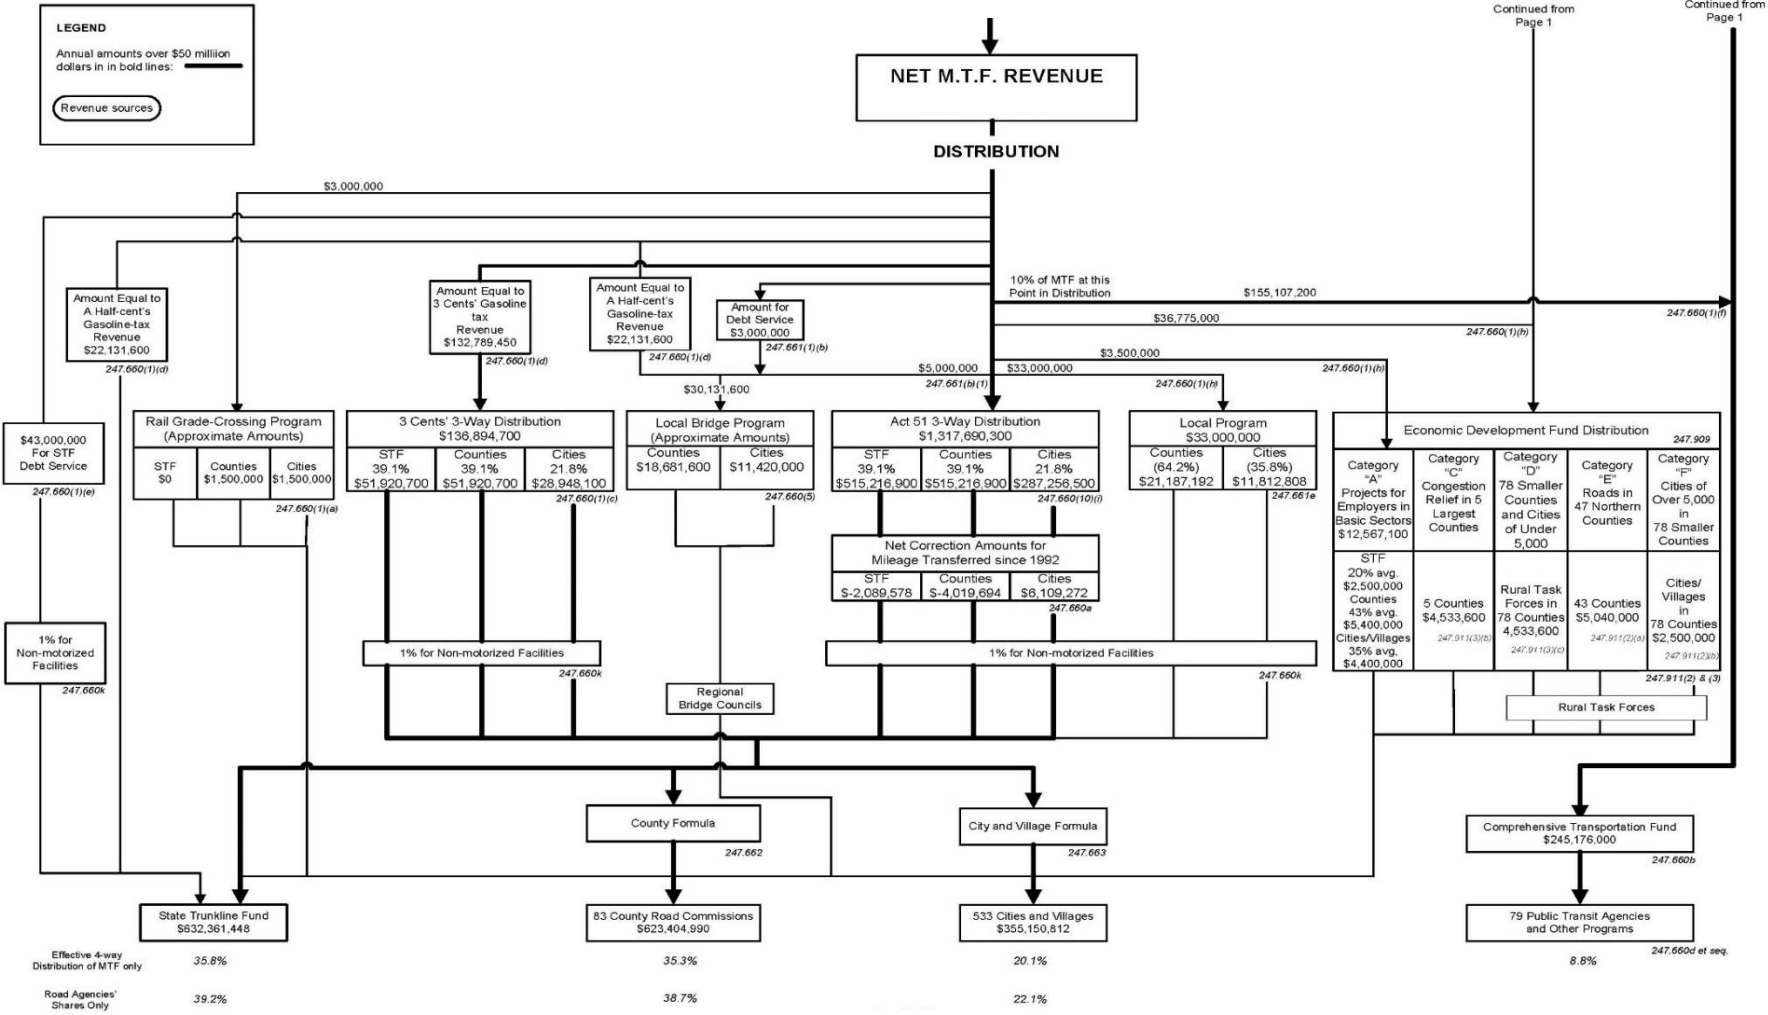 LEGEND
Annual amounts over $50 milliion
dollars in in bold lines:
Revenue sources
Continued from
Page 1
Continued from
Page 1
NET M.T.F. REVENUE
DISTRIBUTION
$3,000,000
Amount Equal to
A Half-cent's
Gasoline-tax
Revenue
$22,131,600
247.660(1)(d)
Amount Equal to
3 Cents' Gasoline
tax
Revenue
$132,789,450
247.660(1)(d)
Amount Equal to
A Half-cent's
Gasoline-tax
Revenue
$22,131,600
247.660(1)(d)
Amount for
Debt Service
$3,000,000
247.661(1)(b)
10% of MTF at this
Point in Distribution
$155,107,200
247.660(1)(f)
$36,775,000
247.660(1)(h)
$3,500,000
247.660(1)(h)
$5,000,000
247.661(b)(1)
$33,000,000
247.660(1)(h)
$30,131,600
$43,000,000
For STF
Debt Service
247.660(1)(e)
Rail Grade-Crossing Program
(Approximate Amounts)
STF
$0
Counties
$1,500,000
Cities
$1,500,000
247.660(1)(a)
3 Cents' 3-Way Distribution
$136,894,700
STF
39.1%
$51,920,700
Counties
39.1%
$51,920,700
Cities
21.8%
$28,948,100
247.660(1)(c)
Local Bridge Program
(Approximate Amounts)
Counties
$18,681,600
Cities
$11,420,000
247.660(5)
Act 51 3-Way Distribution
$1,317,690,300
STF
39.1%
$515,216,900
Counties
39.1%
$515,216,900
Cities
21.8%
$287,256,500
247.660(10)(i)
Net Correction Amounts for
Mileage Transferred since 1992
STF
$-2,089,578
Counties
$-4,019,694
Cities
$6,109,272
247.660a
Local Program
$33,000,000
Counties
(64.2%)
$21,187,192
Cities
(35.8%)
$11,812,808
247.661e
Economic Development Fund Distribution
247.909
Category
"A"
Projects for
Employers in
Basic Sectors
$12,567,100
Category
"C"
Congestion
Relief in 5
Largest
Counties
Category
"D"
78 Smaller
Counties
and Cities
of Under
5,000
Category
"E"
Roads in
47 Northern
Counties
Category
"F"
Cities of
Over 5,000
in
78 Smaller
Counties
STF
20% avg.
$2,500,000
Counties
43% avg.
$5,400,000
Cities/Villages
35% avg.
$4,400,000
5 Counties
$4,533,600
247.911(3)(b)
Rural Task
Forces in
78 Counties
4,533,600
247.911(3)(c)
43 Counties
$5,040,000
247.911(2)(a)
Cities/
Villages
in
78 Counties
$2,500,000
247.911(2)(b)
247.911(2) & (3)
Rural Task Forces
1% for
Non-motorized
Facilities
247.660k
1% for Non-motorized Facilities
247.660k
1% for Non-motorized Facilities
247.660k
Regional
Bridge Councils
County Formula
247.662
City and Village Formula
247.663
Comprehensive Transportation Fund
$245,176,000
247.660b
State Trunkline Fund
$632,361,448
83 County Road Commissions
$623,404,990
533 Cities and Villages
$355,150,812
79 Public Transit Agencies
and Other Programs
247.660d et seq.
Effective 4-way
Distribution of MTF only
35.8%
35.3%
20.1%
8.8%
Road Agencies'
Shares Only
39.2%
38.7%
22.1%